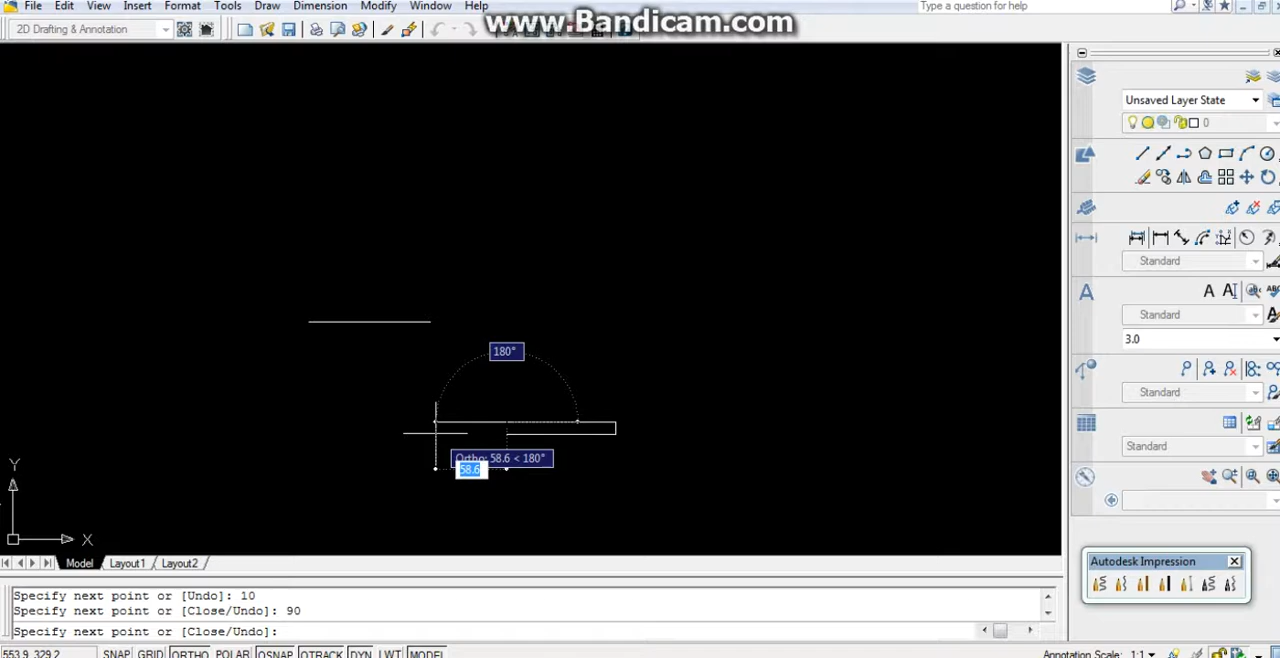 File Edit View Insert Format Tools Draw Dimension Modify Window Help
www.Bandicam.com
Type a question for help
2D Drafting & Annotation
Unsaved Layer State
0
Standard
A A
Standard
3.0
Standard
Standard
180°
Ortho: 58.6 < 180°
58.6
Y
X
Model Layout1 Layout2
Autodesk Impression
Specify next point or [Undo]: 10
Specify next point or [Close/Undo]: 90
Specify next point or [Close/Undo]:
553.9, 329.2 SNAP GRID ORTHO POLAR OSNAP OTRACK DYN LWT MODEL Annotation Scale: 1:1